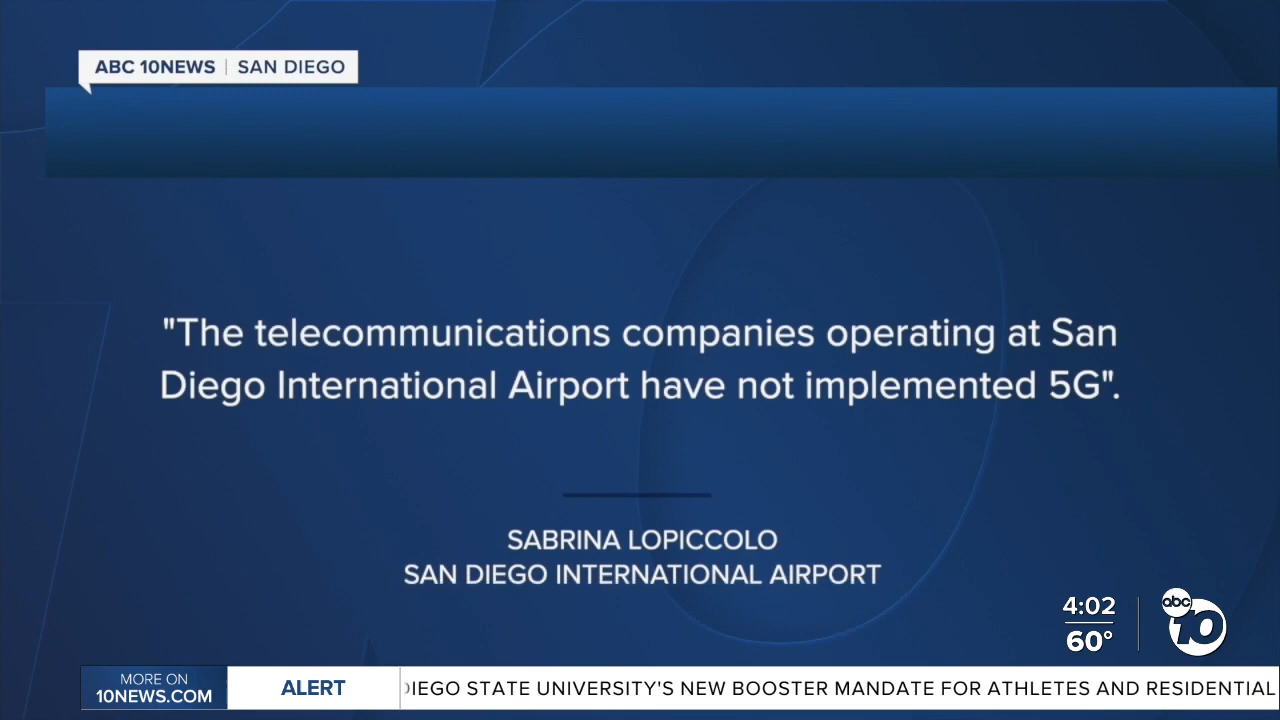 ABC 10NEWS | SAN DIEGO
"The telecommunications companies operating at San
Diego International Airport have not implemented 5G".
SABRINA LOPICCOLO
SAN DIEGO INTERNATIONAL AIRPORT
4:02
60°
abc
10
MORE ON
10NEWS.COM
ALERT
IEGO STATE UNIVERSITY'S NEW BOOSTER MANDATE FOR ATHLETES AND RESIDENTIAL